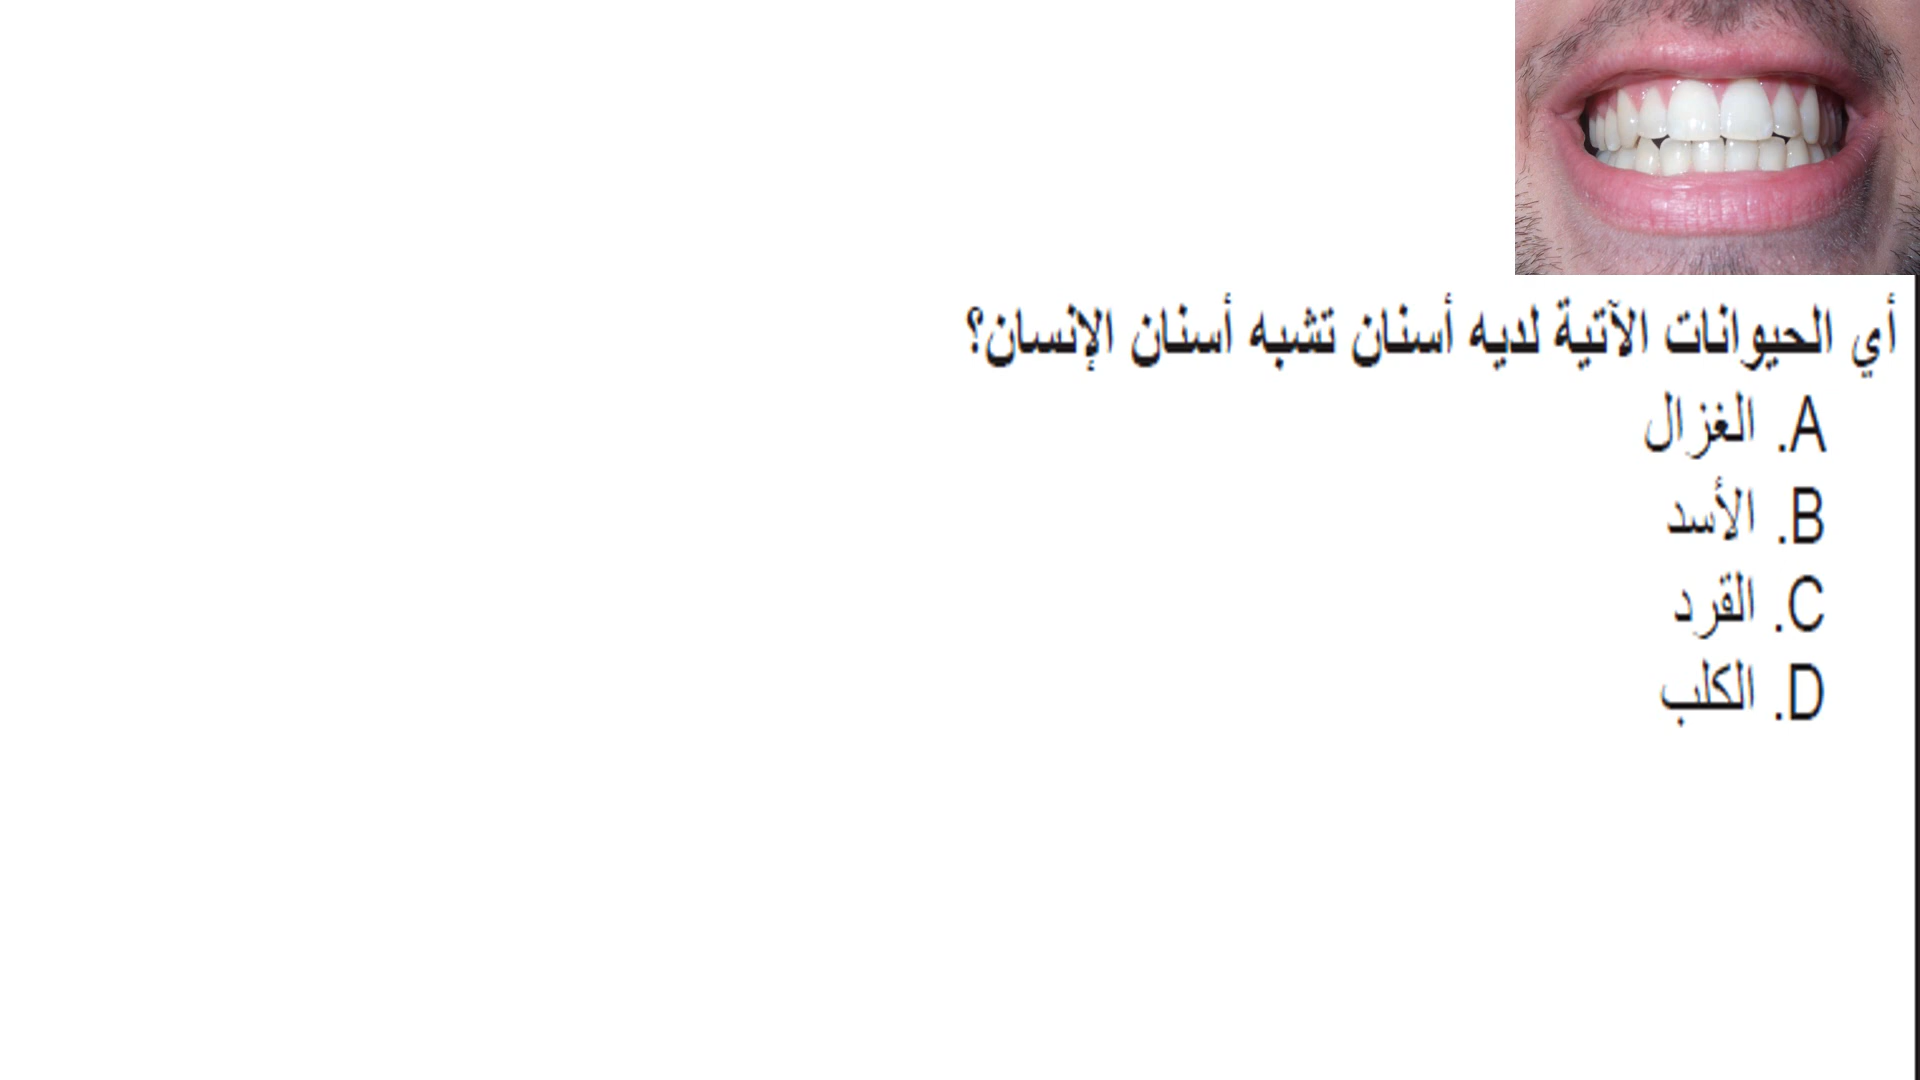 أي الحيوانات الآتية لديه أسنان تشبه أسنان الإنسان؟
A. الغزال
B. الأسد
C. القرد
D. الكلب